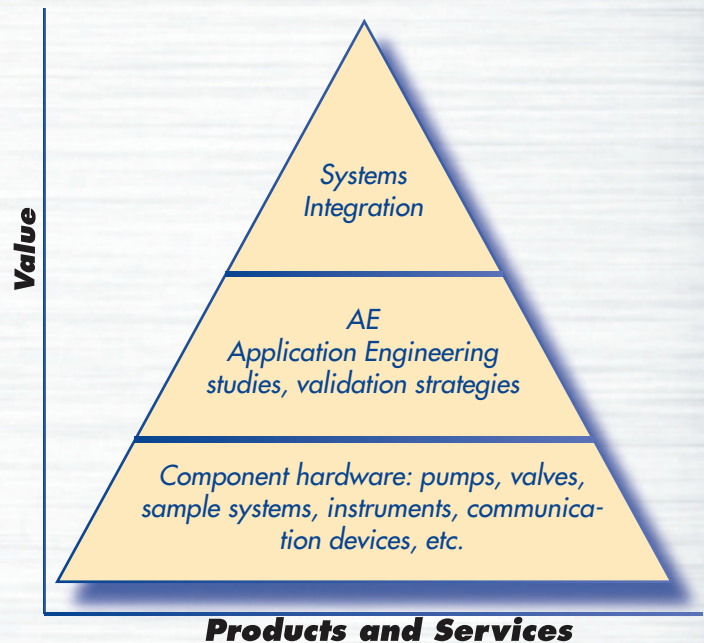 Value
Systems
Integration
AE
Application Engineering
studies, validation strategies
Component hardware: pumps, valves,
sample systems, instruments, communica-
tion devices, etc.
Products and Services